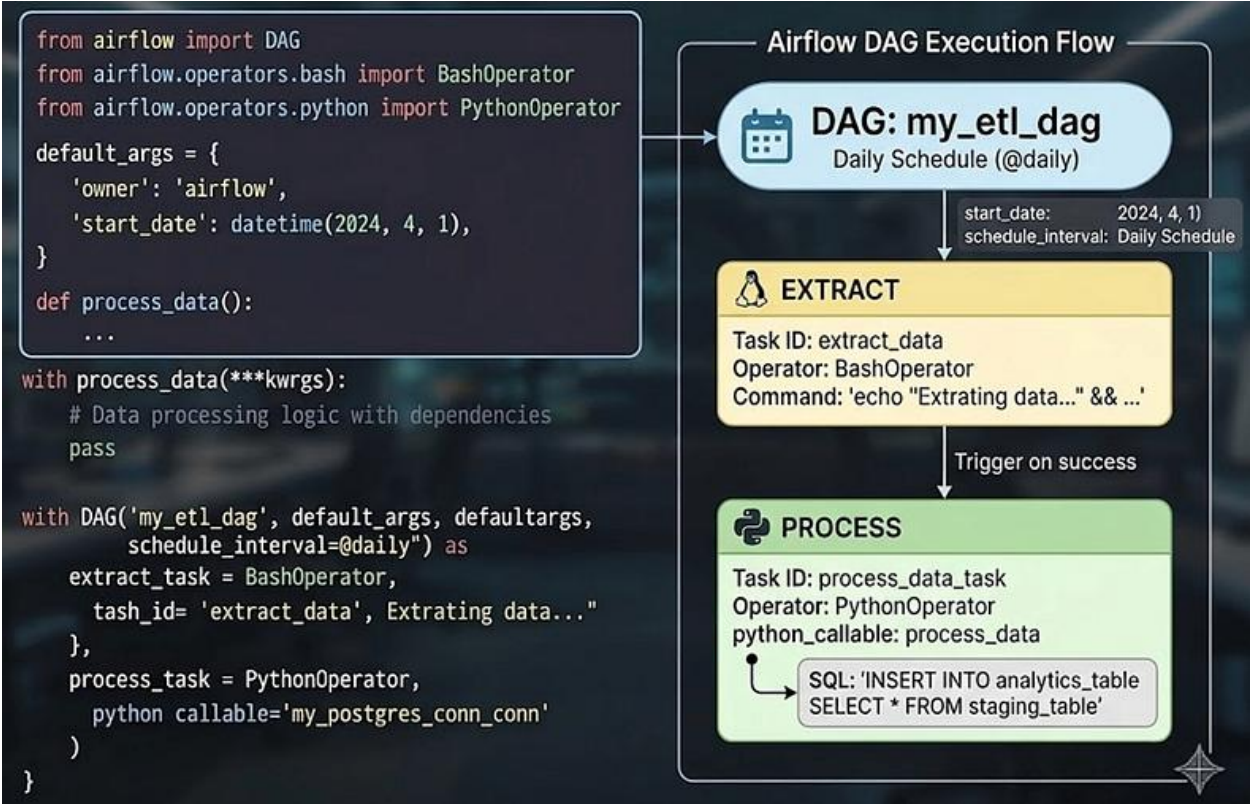 from airflow import DAG
from airflow.operators.bash import BashOperator
from airflow.operators.python import PythonOperator
default_args = {
'owner': 'airflow',
'start_date': datetime(2024, 4, 1),
}
def process_data():
...
with process_data(***kwrgs):
# Data processing logic with dependencies
pass
with DAG('my_etl_dag', default_args, defaultargs,
schedule_interval=@daily") as
extract_task = BashOperator,
tash_id= 'extract_data', Extrating data..."
},
process_task = PythonOperator,
python callable='my_postgres_conn_conn'
)
}
Airflow DAG Execution Flow
DAG: my_etl_dag
Daily Schedule (@daily)
start_date: 2024, 4, 1)
schedule_interval: Daily Schedule
EXTRACT
Task ID: extract_data
Operator: BashOperator
Command: 'echo "Extrating data..." && ...'
Trigger on success
PROCESS
Task ID: process_data_task
Operator: PythonOperator
python_callable: process_data
SQL: 'INSERT INTO analytics_table
SELECT * FROM staging_table'